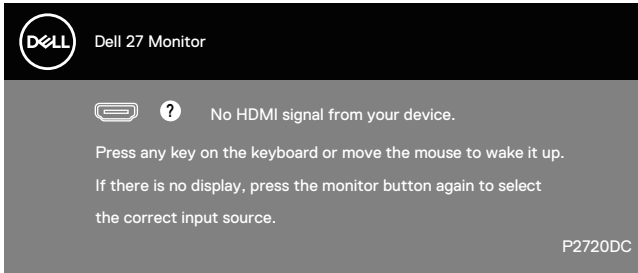 DELL
Dell 27 Monitor
? No HDMI signal from your device.
Press any key on the keyboard or move the mouse to wake it up.
If there is no display, press the monitor button again to select
the correct input source.
P2720DC